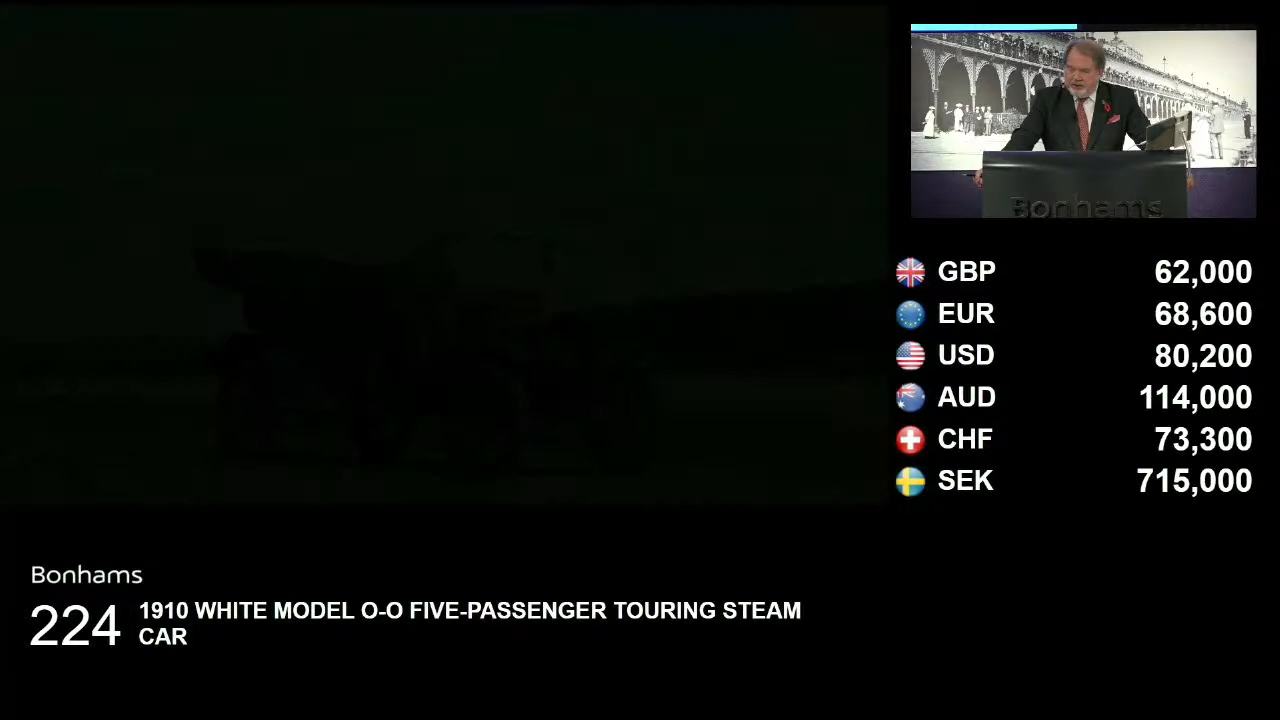 Bonhams
GBP 62,000
EUR 68,600
USD 80,200
AUD 114,000
CHF 73,300
SEK 715,000
Bonhams
224 1910 WHITE MODEL O-O FIVE-PASSENGER TOURING STEAM
CAR